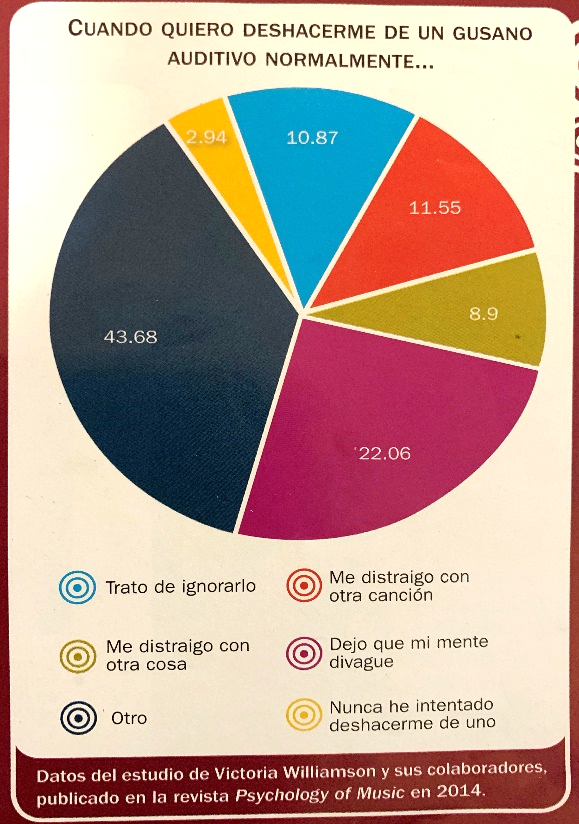 CUANDO QUIERO DESHACERME DE UN GUSANO
AUDITIVO NORMALMENTE...
2.94
10.87
11.55
8.9
43.68
22.06
Trato de ignorarlo
Me distraigo con
otra canción
Me distraigo con
otra cosa
Dejo que mi mente
divague
Otro
Nunca he intentado
deshacerme de uno
Datos del estudio de Victoria Williamson y sus colaboradores,
publicado en la revista Psychology of Music en 2014.